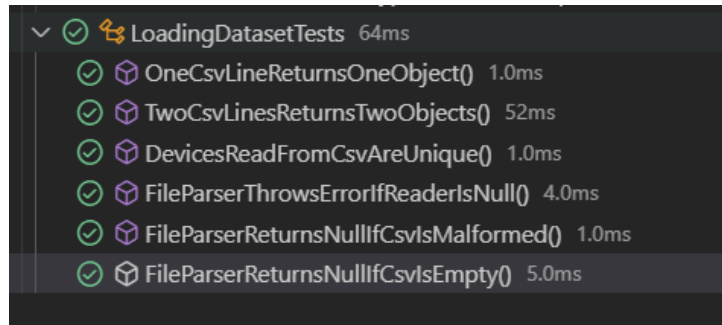 LoadingDatasetTests 64ms
OneCsvLineReturnsOneObject() 1.0ms
TwoCsvLinesReturnsTwoObjects() 52ms
DevicesReadFromCsvAreUnique() 1.0ms
FileParserThrowsErrorIfReaderIsNull() 4.0ms
FileParserReturnsNullIfCsvIsMalformed() 1.0ms
FileParserReturnsNullIfCsvIsEmpty() 5.0ms